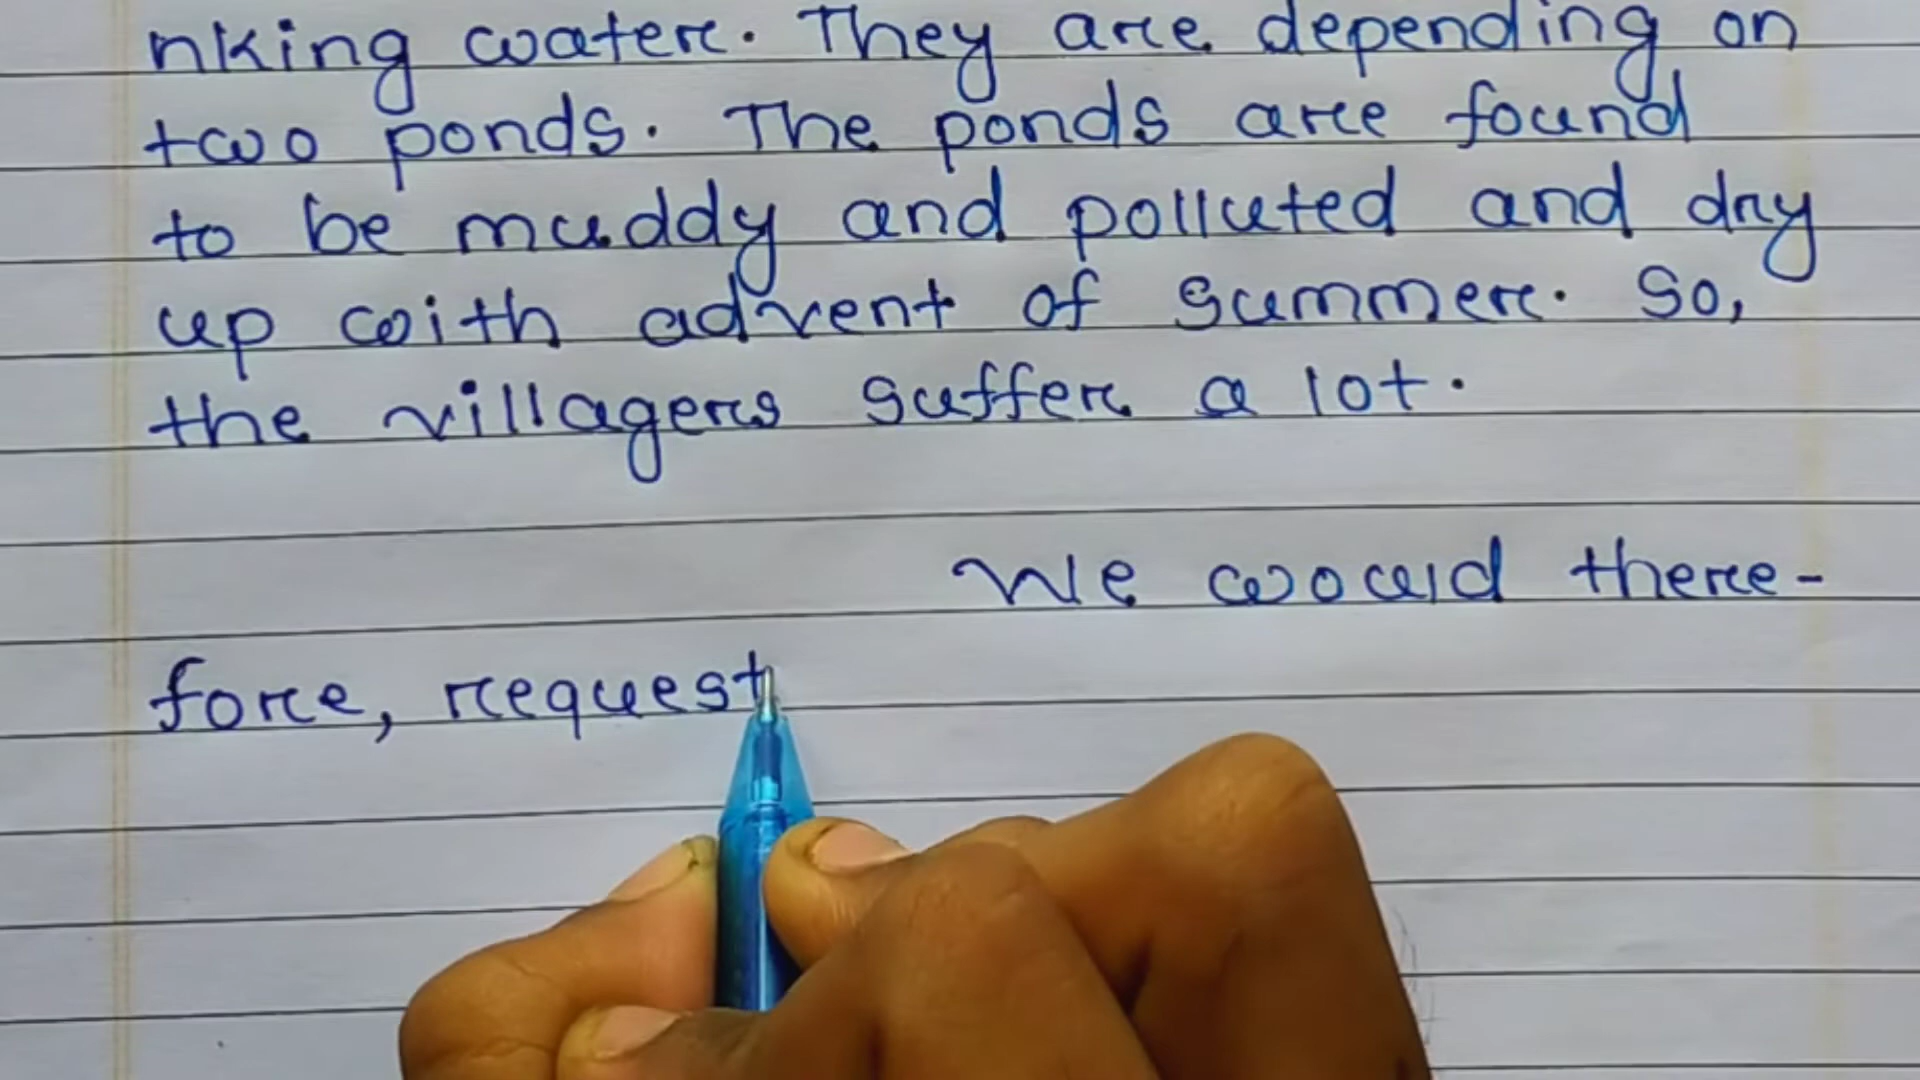 nking water. They are depending on
two ponds. The ponds are found
to be muddy and polluted and dry
up with advent of summer. So,
the villagers suffer a lot.
We would there-
fore, request